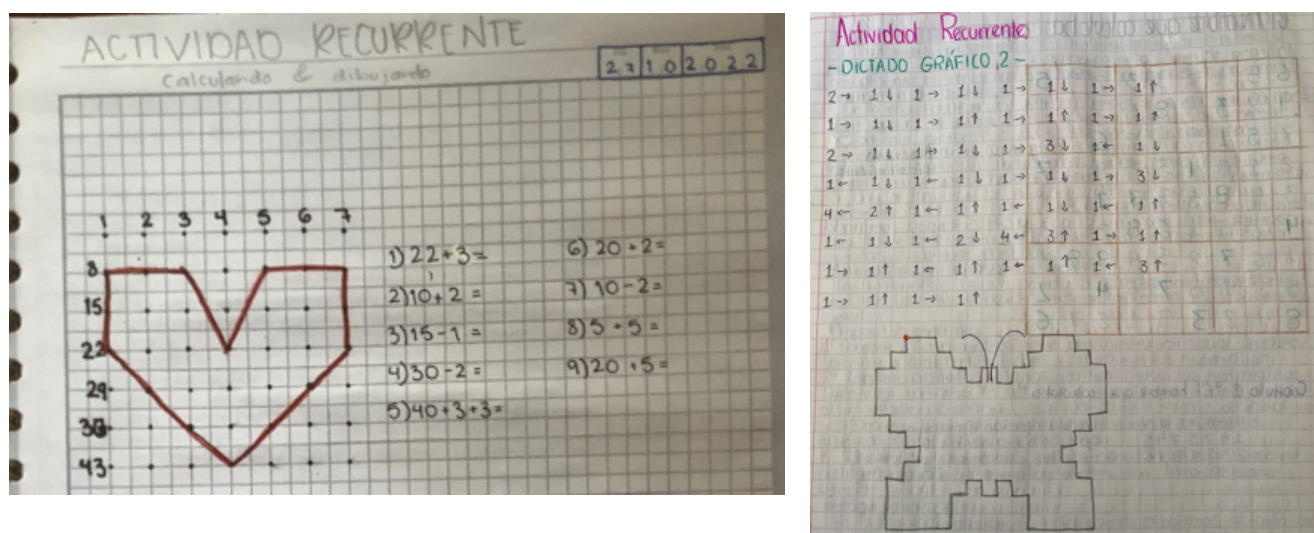 ACTIVIDAD RECURRENTE
Calculando & dibujando
27 10 2022
1 2 3 4 5 6 7
8
15
22
29
36
43
1) 22+3=
2) 10+2=
3) 15-1=
4) 30-2=
5) 40+3+3=
6) 20+2=
7) 10-2=
8) 5+5=
9) 20+5=
Actividad Recurrente
-DICTADO GRÁFICO 2-
2→ 1↓ 1→ 1↓ 1→ 1↓ 1→ 1↑
1→ 1↓ 1→ 1↑ 1→ 1↑ 1→ 1↑
2→ 1↓ 1→ 1↓ 1→ 3↓ 1← 1↓
1← 1↓ 1← 1↓ 1→ 1↓ 1→ 3↓
4← 2↑ 1← 1↑ 1← 1↓ 1← 1↑
1← 1↓ 1← 2↓ 4← 3↑ 1→ 1↑
1→ 1↑ 1← 1↑ 1← 1↑ 1← 3↑
1→ 1↑ 1→ 1↑